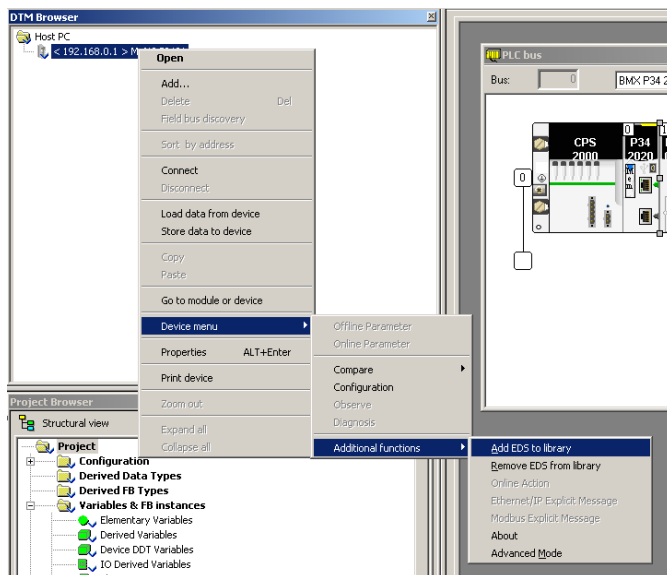 DTM Browser
Host PC
< 192.168.0.1 >
Open
Add...
Delete Del
Field bus discovery
Sort by address
Connect
Disconnect
Load data from device
Store data to device
Copy
Paste
Go to module or device
Device menu
Properties ALT+Enter
Print device
Zoom out
Expand all
Collapse all
Offline Parameter
Online Parameter
Compare
Configuration
Observe
Diagnosis
Additional functions
Add EDS to library
Remove EDS from library
Online Action
Ethernet/IP Explicit Message
Modbus Explicit Message
About
Advanced Mode
PLC bus
Bus: 0 BMX P34 2
0 1
CPS P34
2000 2020
0
Project Browser
Structural view
Project
Configuration
Derived Data Types
Derived FB Types
Variables & FB instances
Elementary Variables
Derived Variables
Device DDT Variables
IO Derived Variables